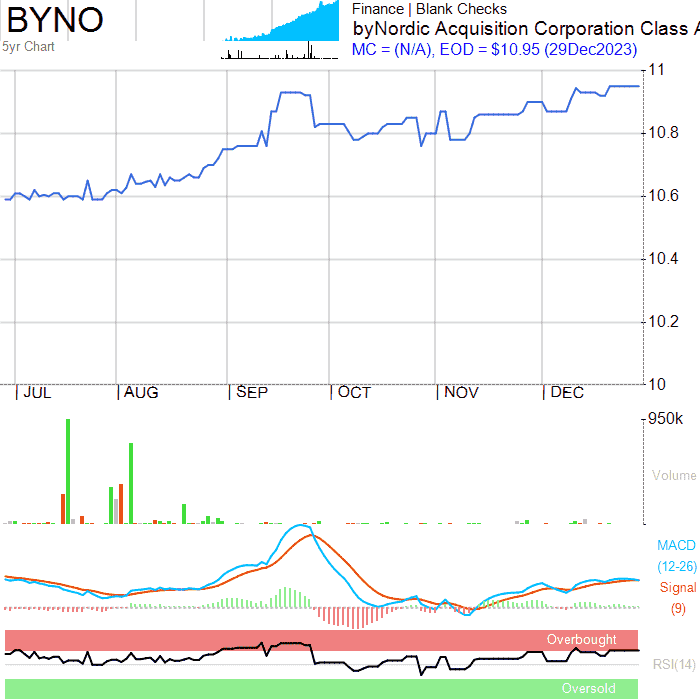 BYNO
5yr Chart
Finance | Blank Checks
byNordic Acquisition Corporation Class A
MC = (N/A), EOD = $10.95 (29Dec2023)
11
10.8
10.6
10.4
10.2
10
JUL AUG SEP OCT NOV DEC
950k
Volume
MACD
(12-26)
Signal
(9)
Overbought
RSI(14)
Oversold